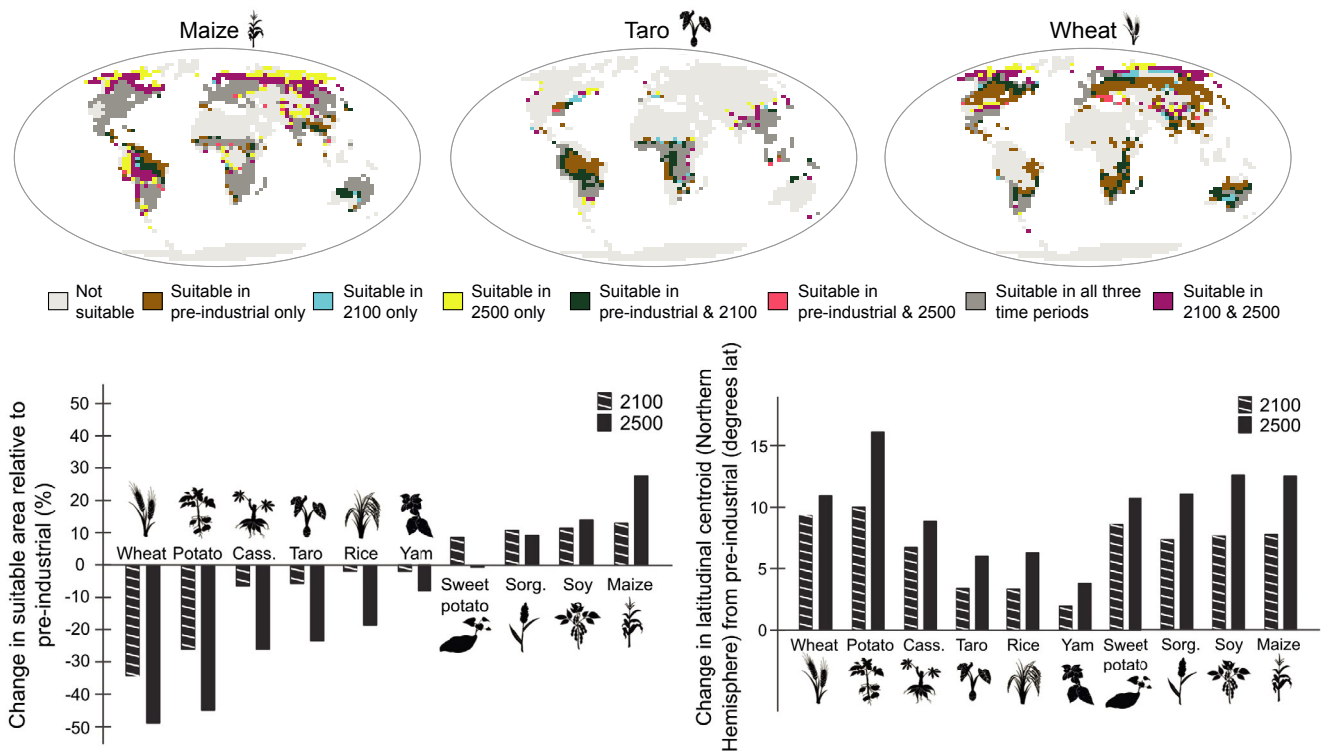 Maize
Taro
Wheat
Not
suitable
Suitable in
pre-industrial only
Suitable in
2100 only
Suitable in
2500 only
Suitable in
pre-industrial & 2100
Suitable in
pre-industrial & 2500
Suitable in all three
time periods
Suitable in
2100 & 2500
Change in suitable area relative to
pre-industrial (%)
50
40
30
20
10
0
-10
-20
-30
-40
-50
2100
2500
Wheat
Potato
Cass.
Taro
Rice
Yam
Sweet
potato
Sorg.
Soy
Maize
Change in latitudinal centroid (Northern
Hemisphere) from pre-industrial (degrees lat)
15
10
5
0
2100
2500
Wheat
Potato
Cass.
Taro
Rice
Yam
Sweet
potato
Sorg.
Soy
Maize